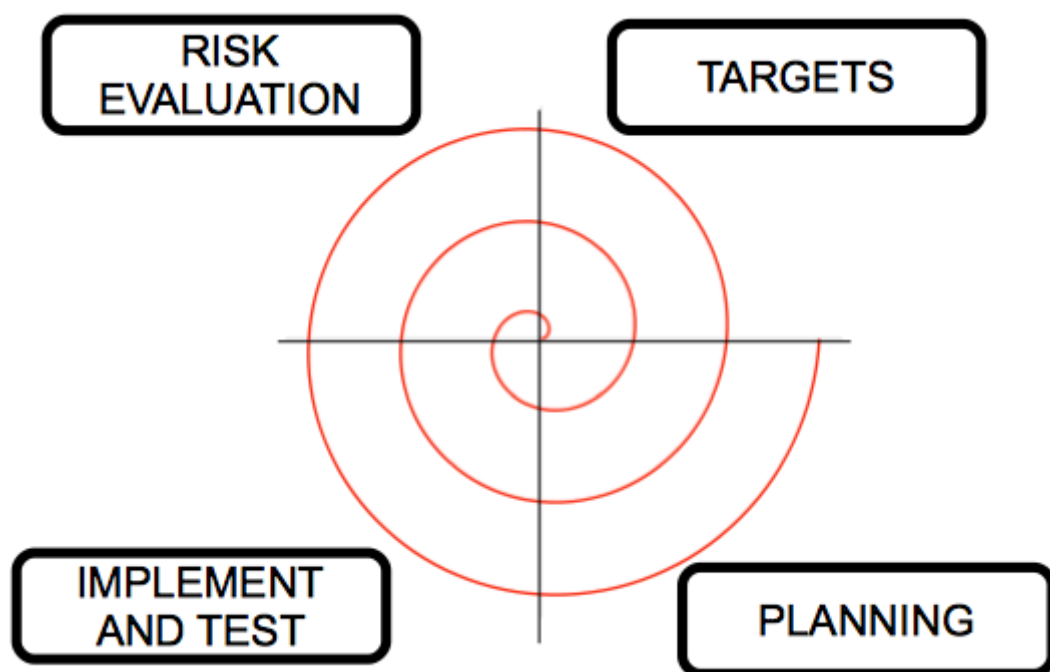 RISK
EVALUATION
TARGETS
IMPLEMENT
AND TEST
PLANNING